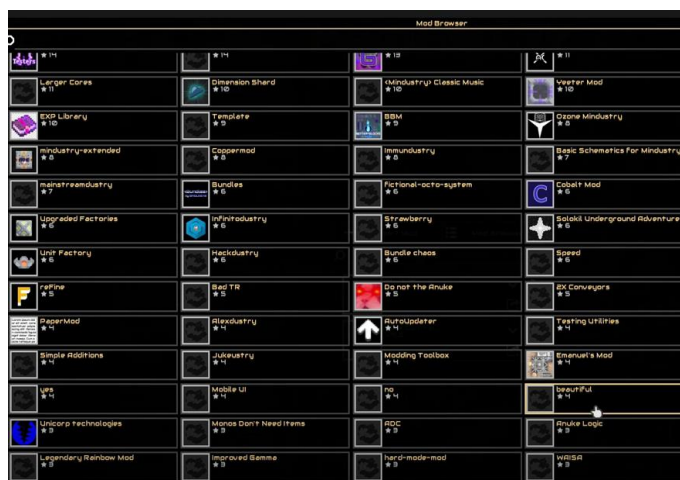 Mod Browser
Testers
★ 14
★ 14
★ 13
★ 11
Larger Cores
★ 11
Dimension Shard
★ 10
<Mindustry> Classic Music
★ 10
Yeeter Mod
★ 10
EXP Library
★ 10
Template
★ 9
BBM
★ 9
Ozone Mindustry
★ 8
mindustry-extended
★ 8
Coppermod
★ 8
Immundustry
★ 8
Basic Schematics for Mindustry
★ 7
mainstreamdustry
★ 7
Bundles
★ 6
fictional-octo-system
★ 6
Cobalt Mod
★ 6
Upgraded Factories
★ 6
Infinitodustry
★ 6
Strawberry
★ 6
Solokil Underground Adventure
★ 6
Unit Factory
★ 6
Hackdustry
★ 6
Bundle chaos
★ 6
Speed
★ 6
reFine
★ 5
Bad TR
★ 5
Do not the Anuke
★ 5
2X Conveyors
★ 5
PaperMod
★ 4
Alexdustry
★ 4
AutoUpdater
★ 4
Testing Utilities
★ 4
Simple Additions
★ 4
Jukeustry
★ 4
Modding Toolbox
★ 4
Emanuel's Mod
★ 4
yes
★ 4
Mobile UI
★ 4
no
★ 4
beautiful
★ 4
Unicorp technologies
★ 3
Monos Don't Need Items
★ 3
ADC
★ 3
Anuke Logic
★ 3
Legendary Rainbow Mod
★ 3
Improved Gamma
★ 3
hard-mode-mod
★ 3
WAISA
★ 3